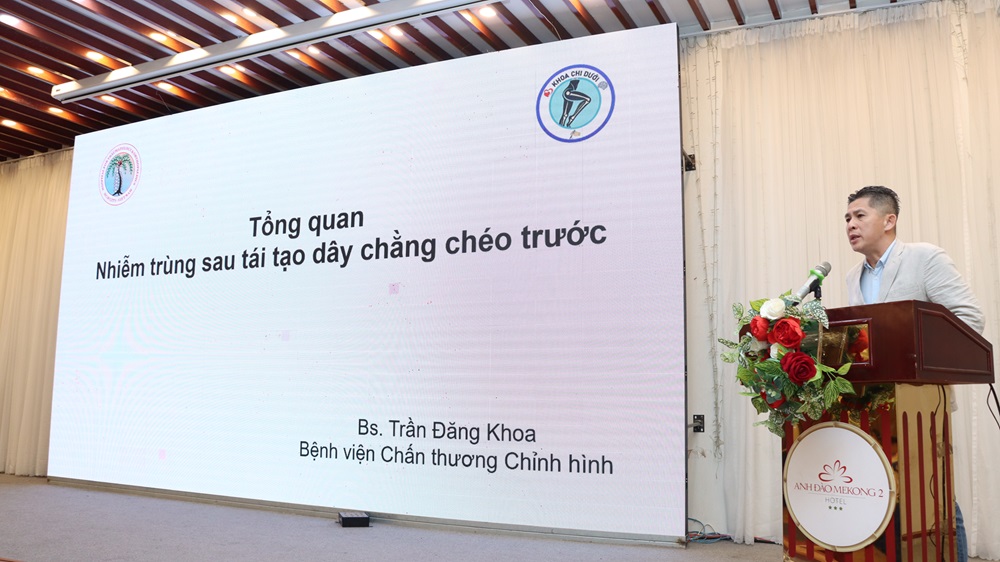 KHOA CHI DƯỚI
Tổng quan
Nhiễm trùng sau tái tạo dây chằng chéo trước
Bs. Trần Đăng Khoa
Bệnh viện Chấn thương Chỉnh hình
ANH ĐÀO MEKONG 2
HOTEL